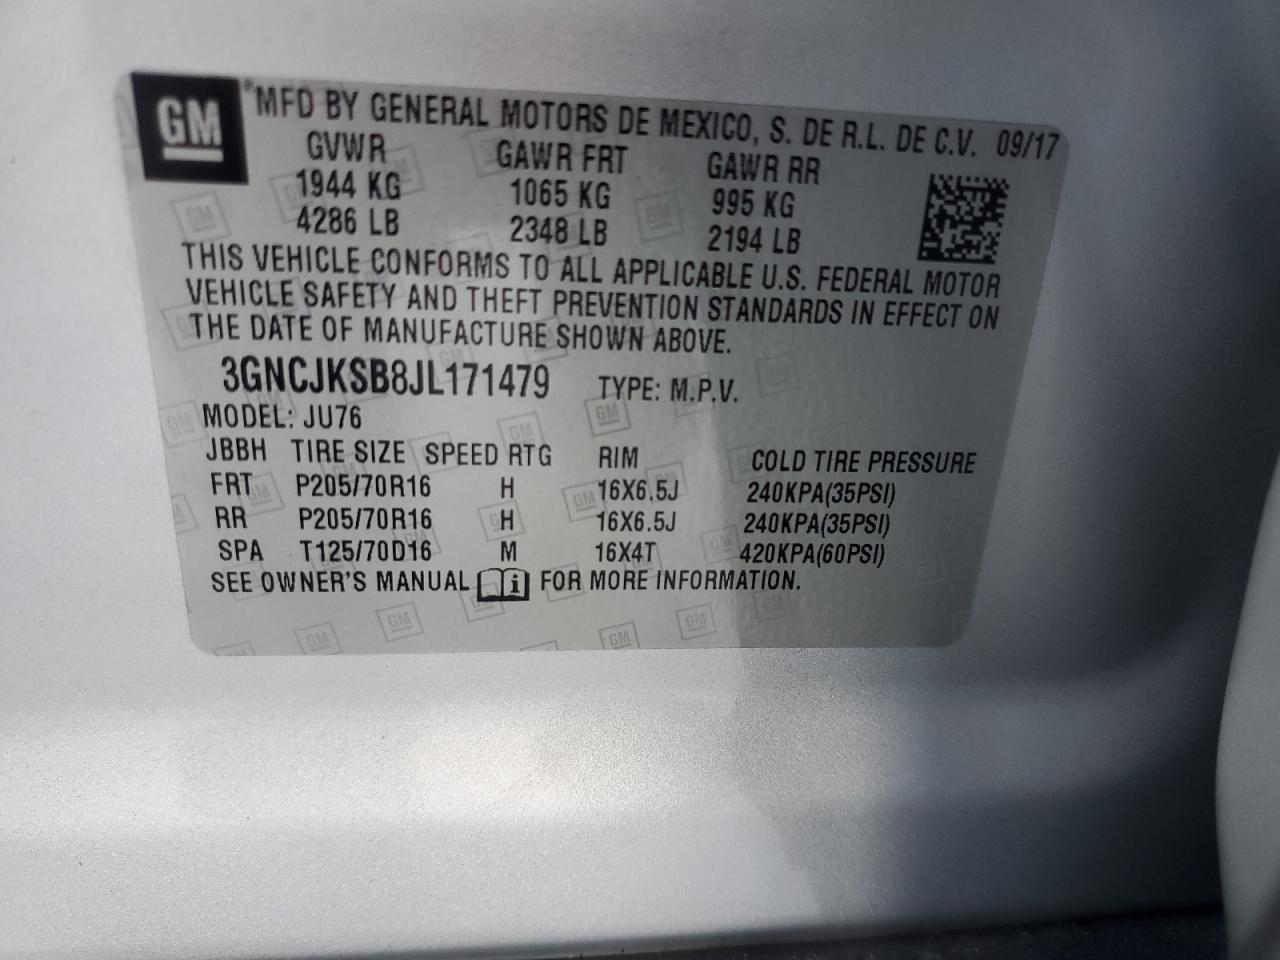 GM
®MFD BY GENERAL MOTORS DE MEXICO, S. DE R.L. DE C.V. 09/17
GVWR GAWR FRT GAWR RR
1944 KG 1065 KG 995 KG
4286 LB 2348 LB 2194 LB
THIS VEHICLE CONFORMS TO ALL APPLICABLE U.S. FEDERAL MOTOR
VEHICLE SAFETY AND THEFT PREVENTION STANDARDS IN EFFECT ON
THE DATE OF MANUFACTURE SHOWN ABOVE.
3GNCJKSB8JL171479 TYPE: M.P.V.
MODEL: JU76
JBBH TIRE SIZE SPEED RTG RIM COLD TIRE PRESSURE
FRT P205/70R16 H 16X6.5J 240KPA(35PSI)
RR P205/70R16 H 16X6.5J 240KPA(35PSI)
SPA T125/70D16 M 16X4T 420KPA(60PSI)
SEE OWNER'S MANUAL i FOR MORE INFORMATION.